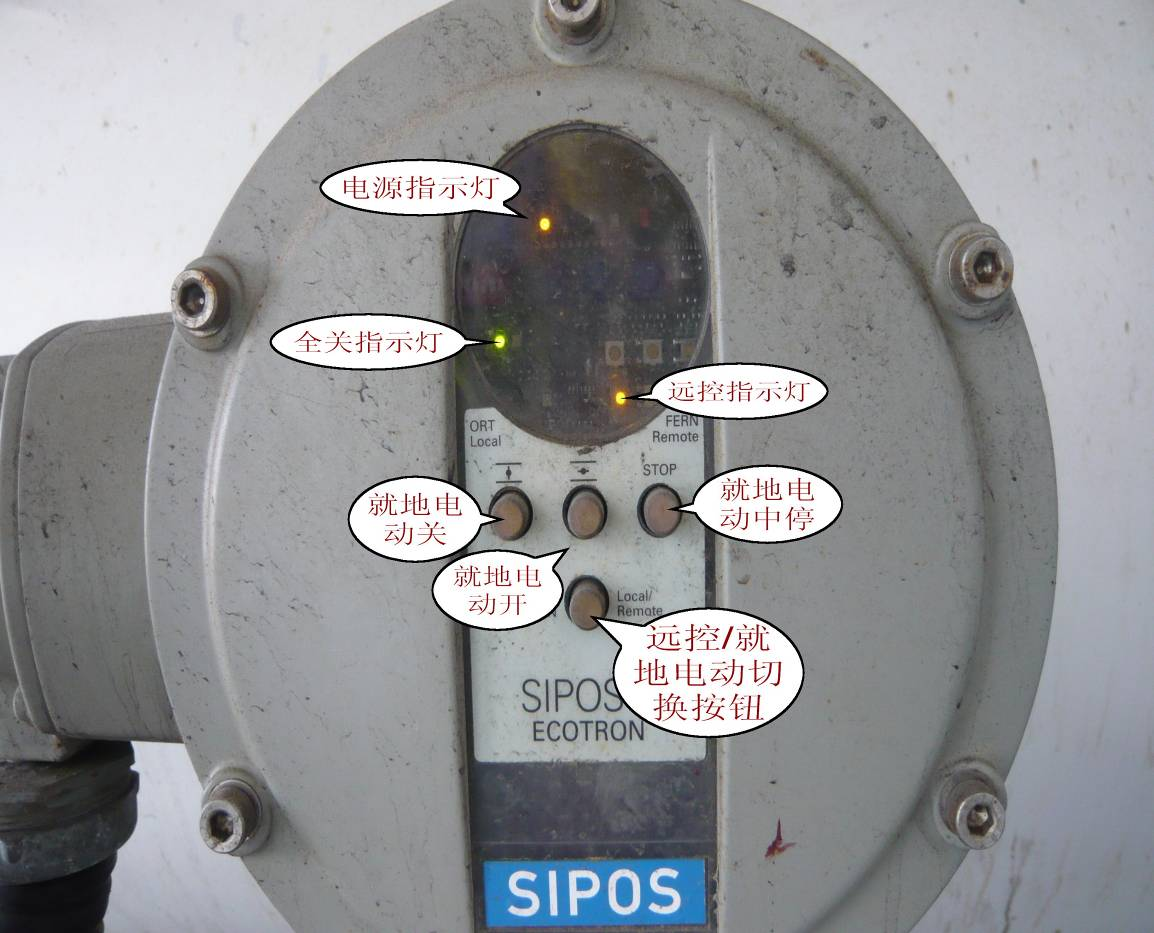 电源指示灯
全关指示灯
远控指示灯
ORT
Local
FERN
Remote
STOP
就地电
动关
就地电
动中停
就地电
动开
Local/
Remote
远控/就
地电动切
换按钮
SIPOS
ECOTRON
SIPOS